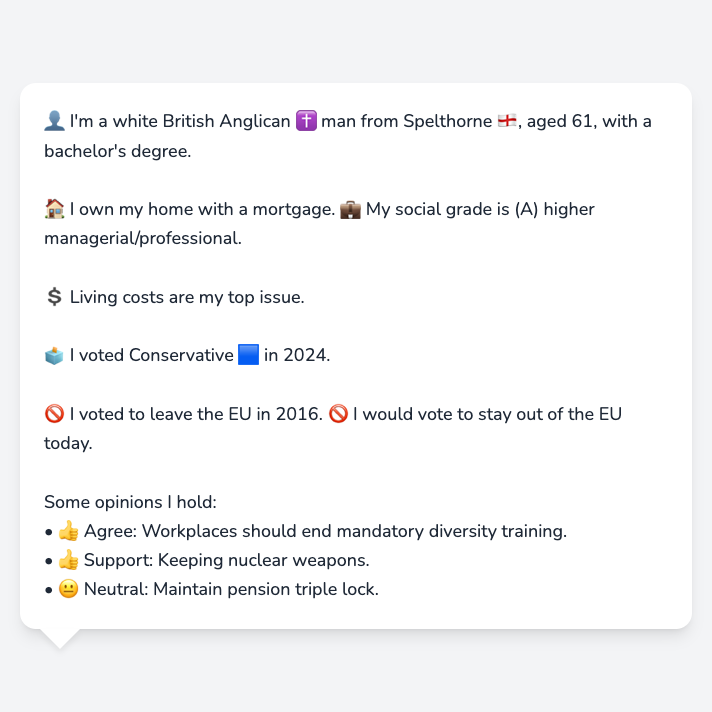 👤 I'm a white British Anglican ✝️ man from Spelthorne 🏴󠁧󠁢󠁥󠁮󠁧󠁿, aged 61, with a
bachelor's degree.
🏠 I own my home with a mortgage. 💼 My social grade is (A) higher
managerial/professional.
💲 Living costs are my top issue.
🗳️ I voted Conservative 🟦 in 2024.
🚫 I voted to leave the EU in 2016. 🚫 I would vote to stay out of the EU
today.
Some opinions I hold:
• 👍 Agree: Workplaces should end mandatory diversity training.
• 👍 Support: Keeping nuclear weapons.
• 😐 Neutral: Maintain pension triple lock.